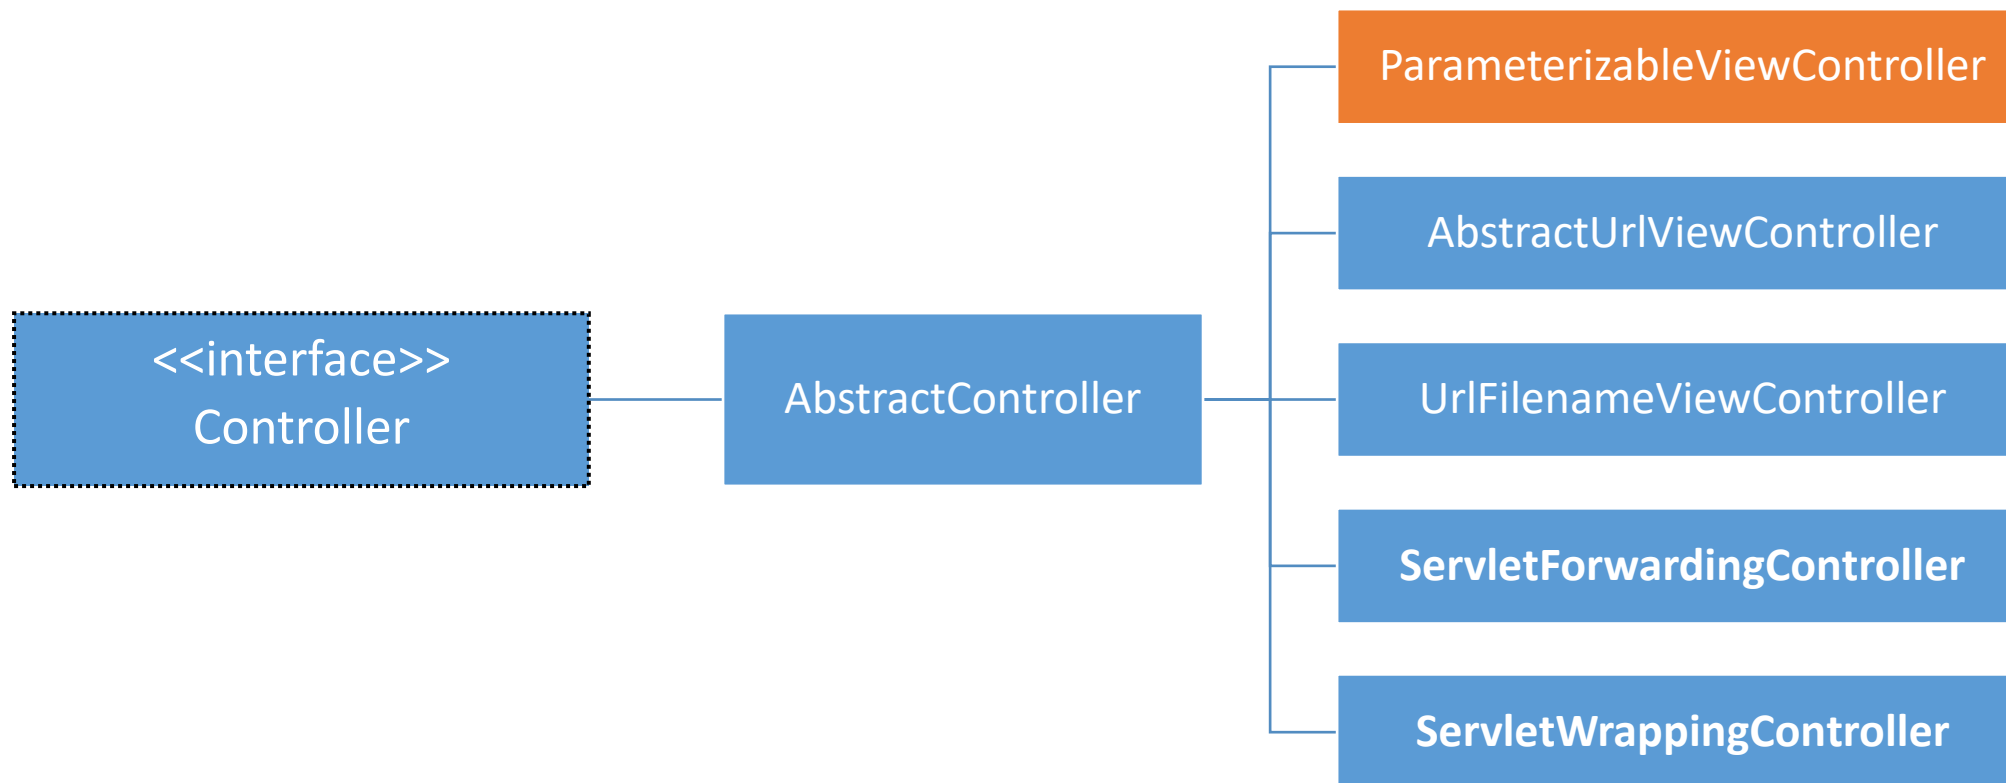 <<interface>>
Controller
AbstractController
ParameterizableViewController
AbstractUrlViewController
UrlFilenameViewController
ServletForwardingController
ServletWrappingController